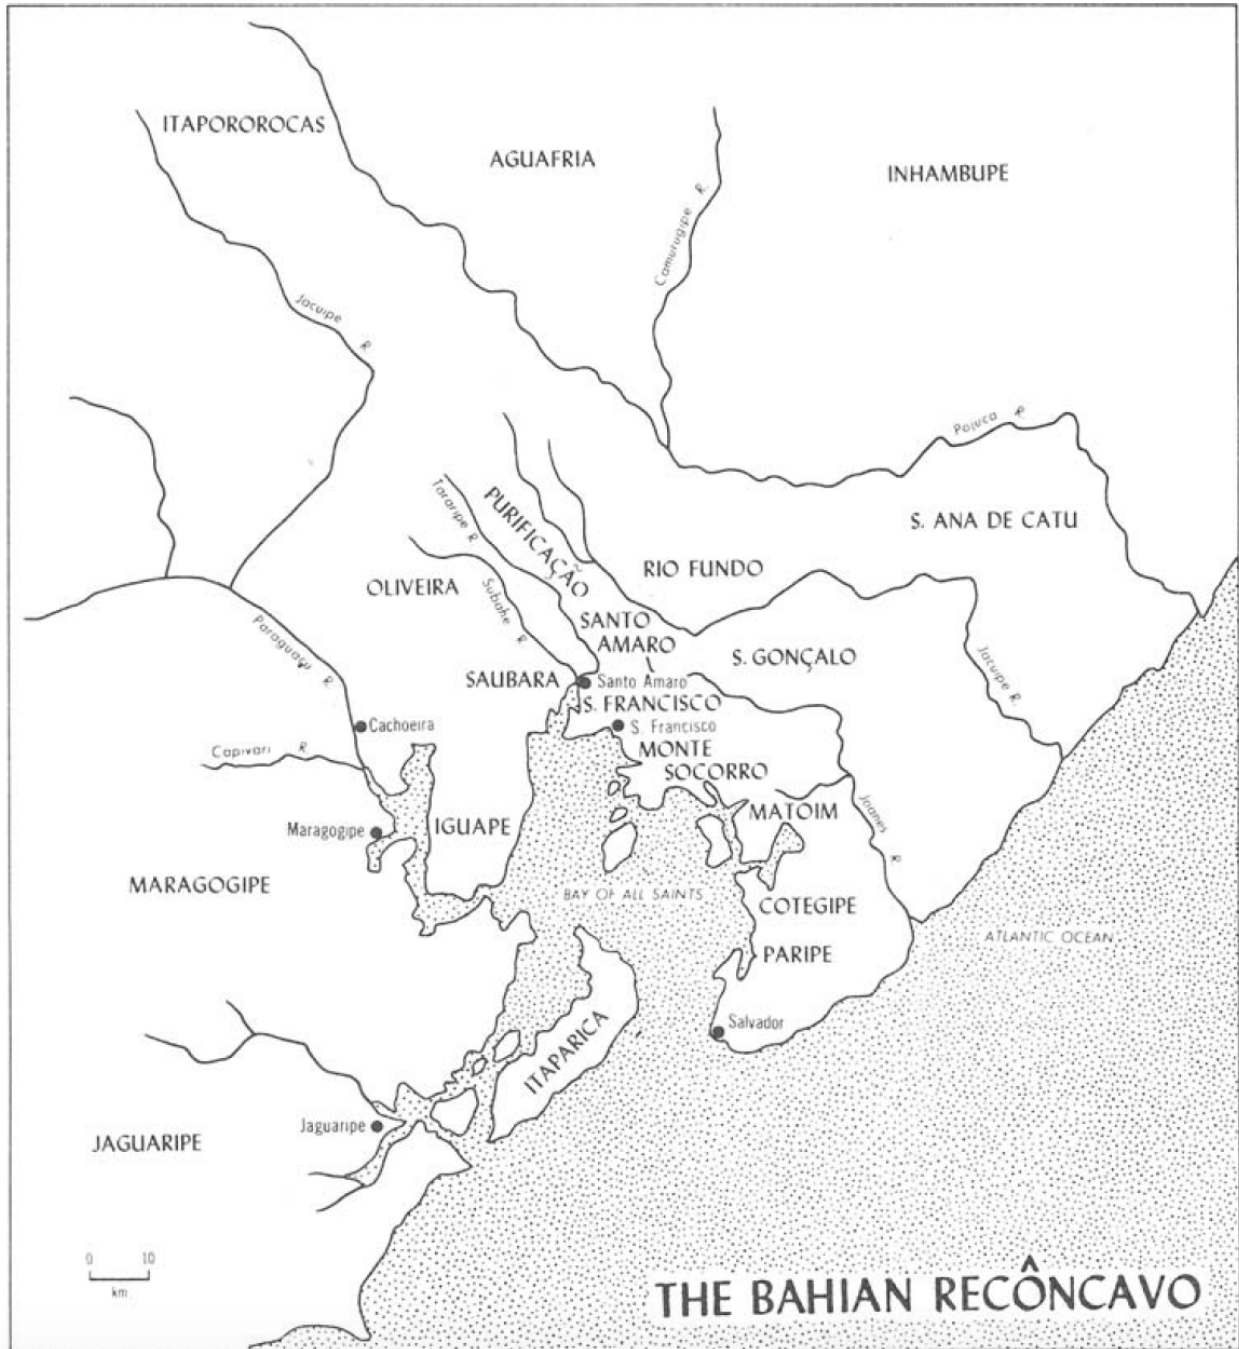 ITAPOROROCAS
AGUAFRIA
INHAMBUPE
Camurugipe R.
Jacuipe R.
Pojuca R.
Tararipe R.
PURIFICAÇÃO
S. ANA DE CATU
RIO FUNDO
OLIVEIRA
Subahe R.
SANTO
AMARO
Paraguaçu R.
S. GONÇALO
Jacuipe R.
SAUBARA
Santo Amaro
S. FRANCISCO
Cachoeira
S. Francisco
Capivari R.
MONTE
SOCORRO
MATOIM
Joanes R.
Maragogipe
IGUAPE
MARAGOGIPE
BAY OF ALL SAINTS
COTEGIPE
ATLANTIC OCEAN
PARIPE
Salvador
ITAPARICA
Jaguaripe
JAGUARIPE
0 10
km
THE BAHIAN RECÔNCAVO